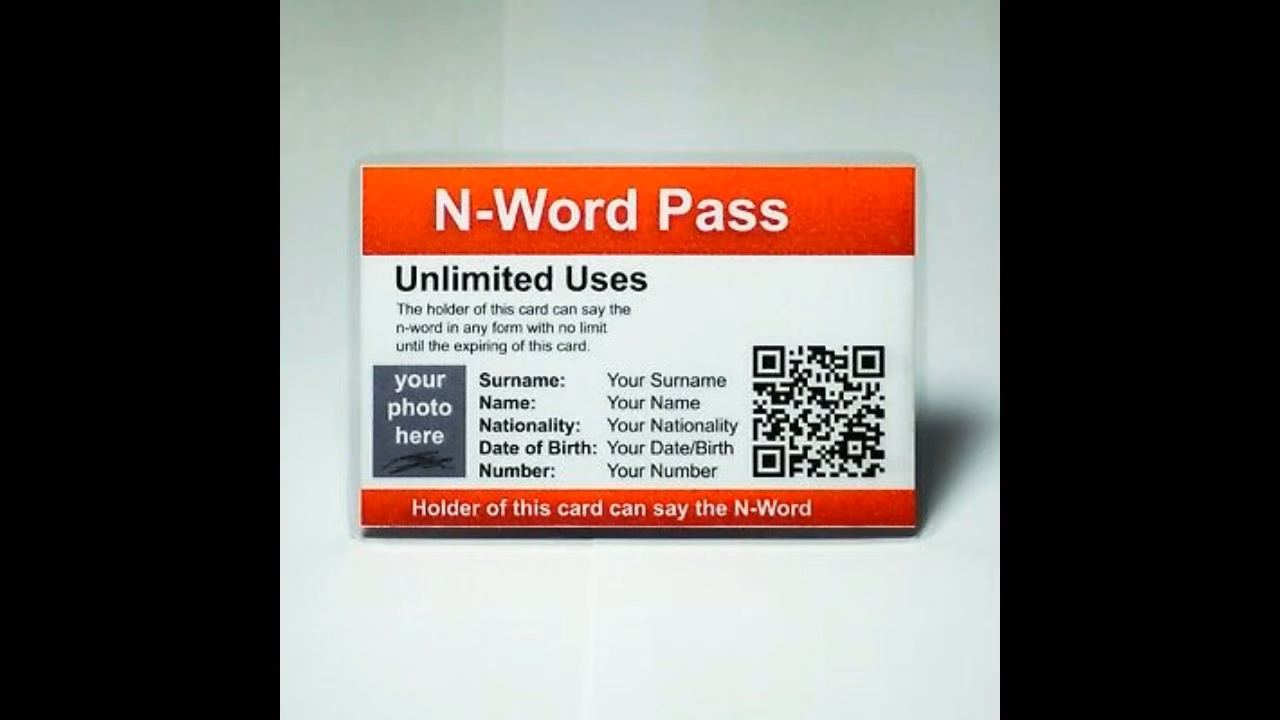 N-Word Pass
Unlimited Uses
The holder of this card can say the
n-word in any form with no limit
until the expiring of this card.
your
photo
here
Surname: Your Surname
Name: Your Name
Nationality: Your Nationality
Date of Birth: Your Date/Birth
Number: Your Number
Holder of this card can say the N-Word